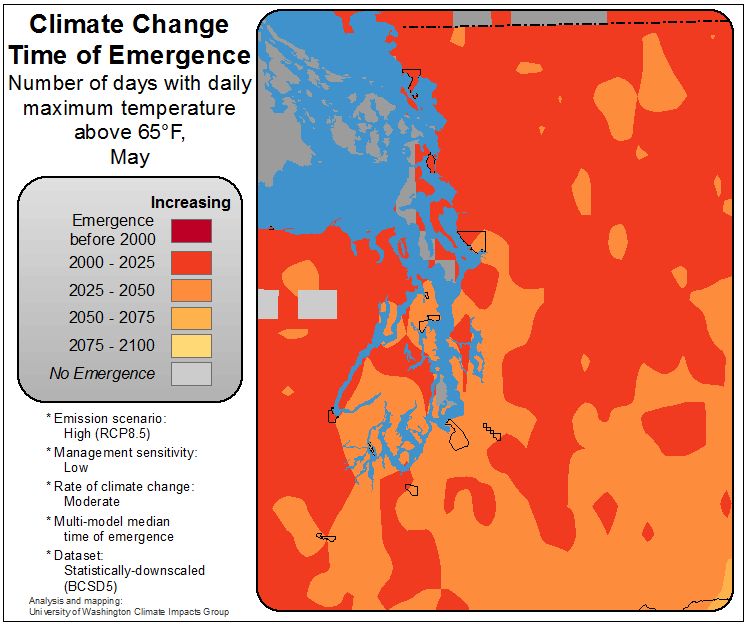 Climate Change
Time of Emergence
Number of days with daily
maximum temperature
above 65°F,
May
Increasing
Emergence
before 2000
2000 - 2025
2025 - 2050
2050 - 2075
2075 - 2100
No Emergence
* Emission scenario:
High (RCP8.5)
* Management sensitivity:
Low
* Rate of climate change:
Moderate
* Multi-model median
time of emergence
* Dataset:
Statistically-downscaled
(BCSD5)
Analysis and mapping:
University of Washington Climate Impacts Group